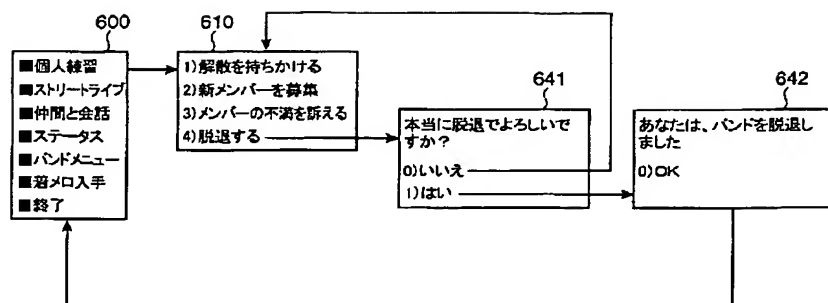 600
■個人練習
■ストリートライブ
■仲間と会話
■ステータス
■バンドメニュー
■着メロ入手
■終了
610
1)解散を持ちかける
2)新メンバーを募集
3)メンバーの不満を訴える
4)脱退する
641
本当に脱退でよろしいで
すか?
0)いいえ
1)はい
642
あなたは、バンドを脱退し
ました
0)OK